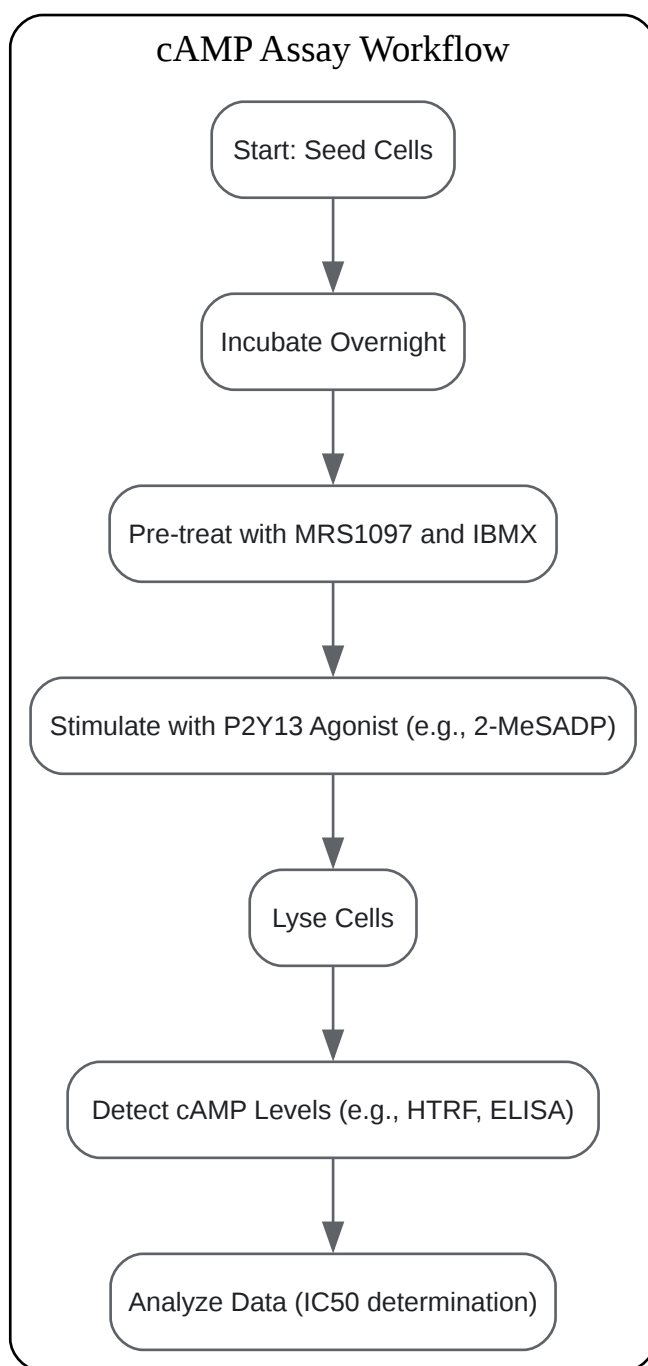 cAMP Assay Workflow
Start: Seed Cells
Incubate Overnight
Pre-treat with MRS1097 and IBMX
Stimulate with P2Y13 Agonist (e.g., 2-MeSADP)
Lyse Cells
Detect cAMP Levels (e.g., HTRF, ELISA)
Analyze Data (IC50 determination)